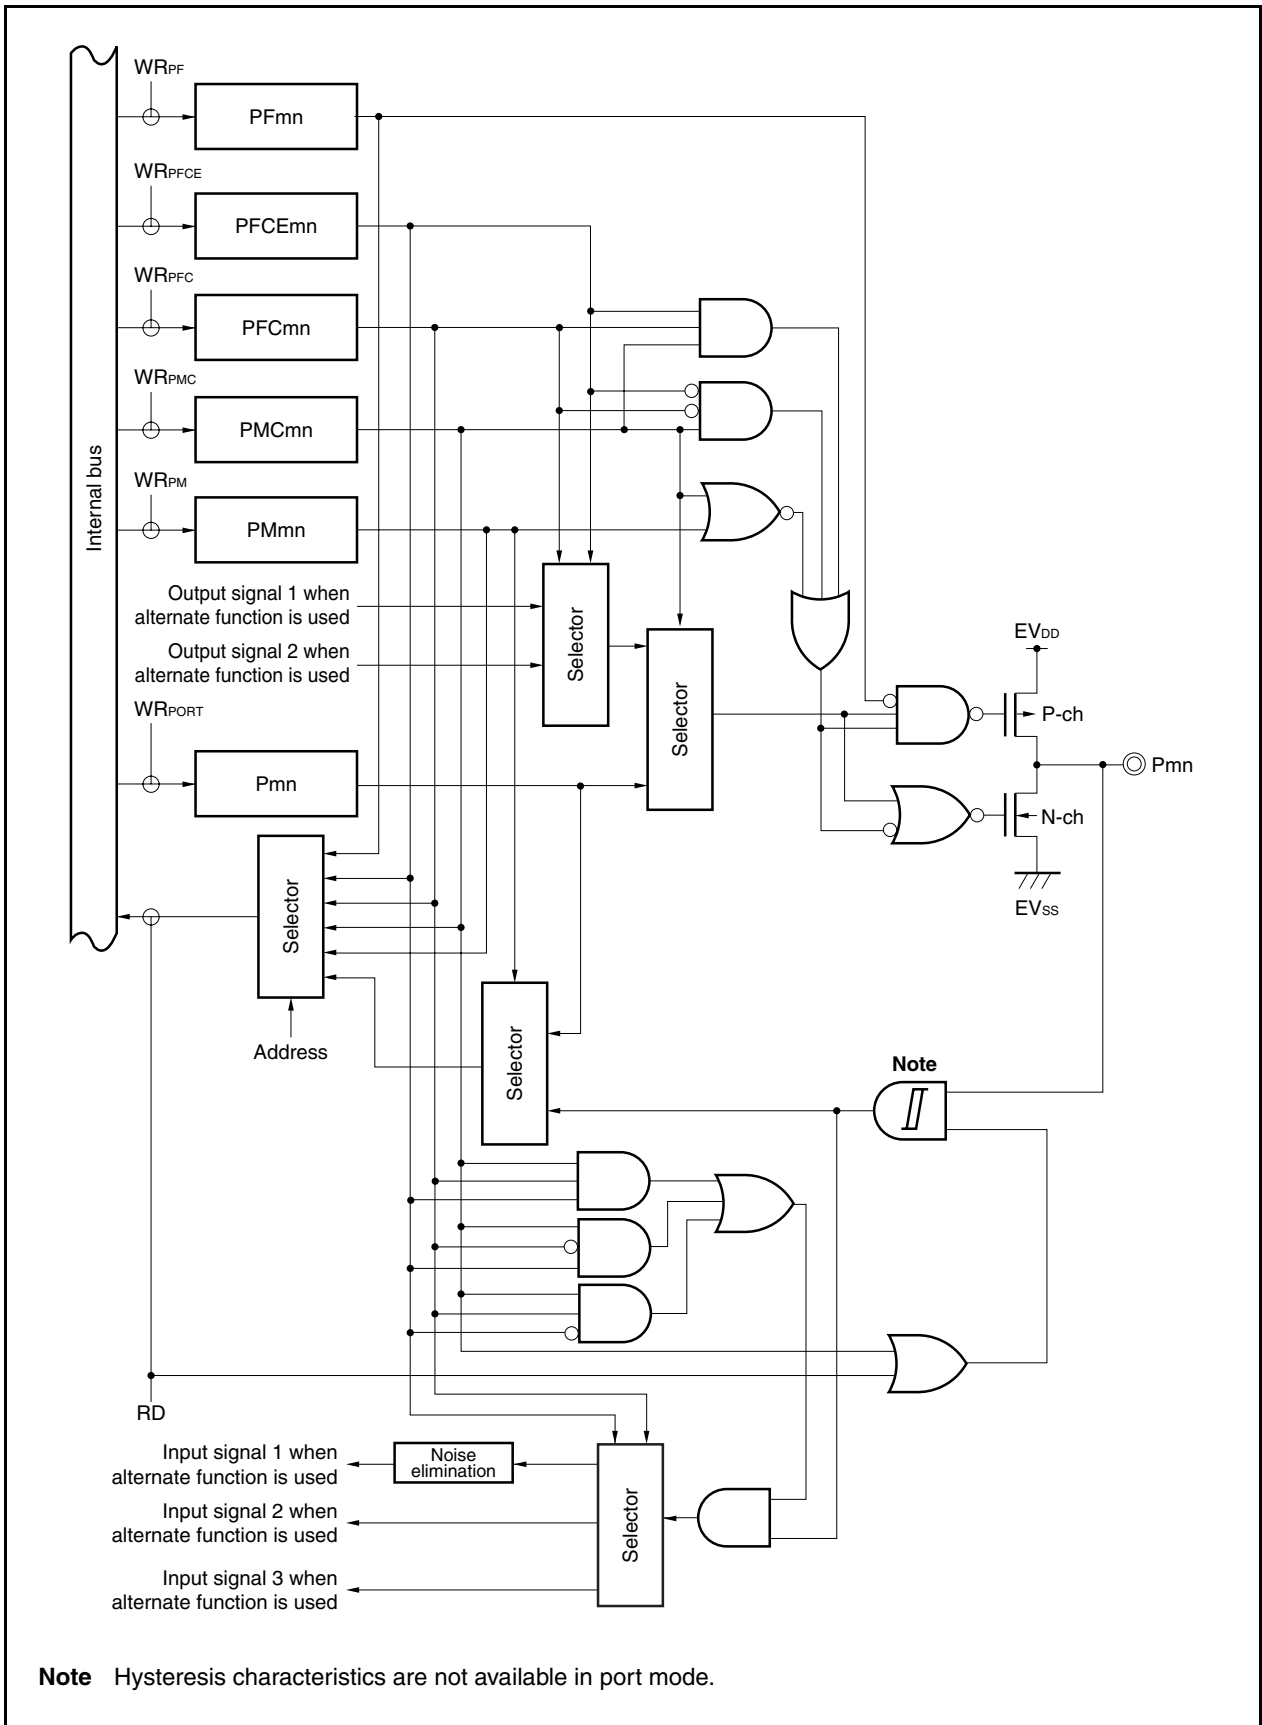 WRPF
PFmn
WRPFCE
PFCEmn
WRPFC
PFCmn
WRPMC
PMCmn
Internal bus
WRPM
PMmn
Output signal 1 when
alternate function is used
Output signal 2 when
alternate function is used
Selector
Selector
EVDD
P-ch
WRPORT
Pmn
Pmn
N-ch
EVSS
Selector
Address
Selector
Note
RD
Input signal 1 when
alternate function is used
Noise
elimination
Input signal 2 when
alternate function is used
Selector
Input signal 3 when
alternate function is used
Note Hysteresis characteristics are not available in port mode.